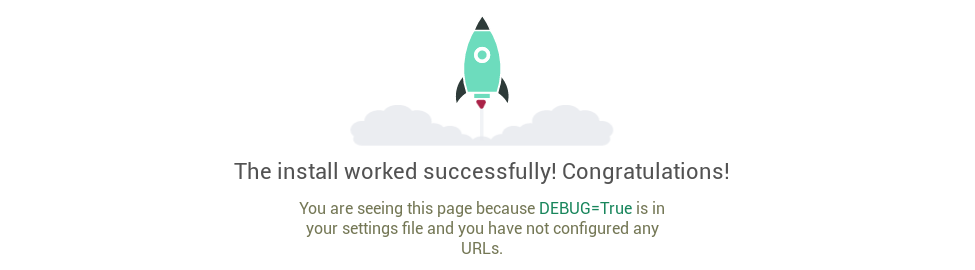 The install worked successfully! Congratulations!
You are seeing this page because DEBUG=True is in
your settings file and you have not configured any
URLs.